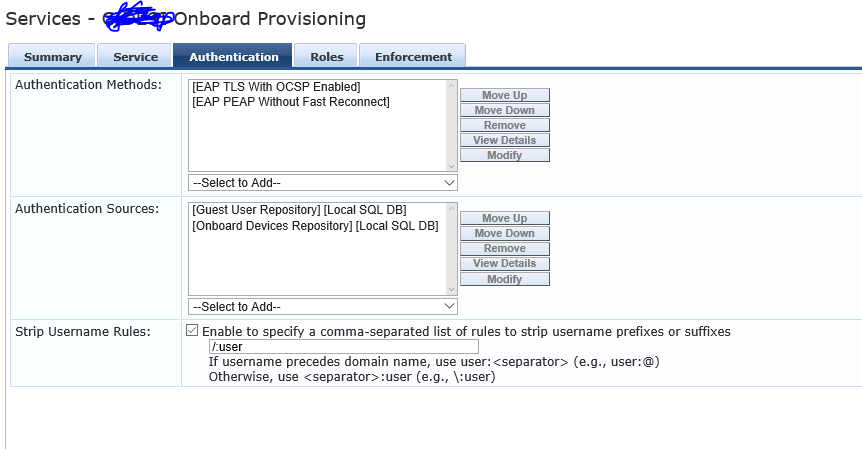 Services - Onboard Provisioning
Summary Service Authentication Roles Enforcement
Authentication Methods:
[EAP TLS With OCSP Enabled]
[EAP PEAP Without Fast Reconnect]
Move Up
Move Down
Remove
View Details
Modify
--Select to Add--
Authentication Sources:
[Guest User Repository] [Local SQL DB]
[Onboard Devices Repository] [Local SQL DB]
Move Up
Move Down
Remove
View Details
Modify
--Select to Add--
Strip Username Rules:
Enable to specify a comma-separated list of rules to strip username prefixes or suffixes
/:user
If username precedes domain name, use user:<separator> (e.g., user:@)
Otherwise, use <separator>:user (e.g., \:user)